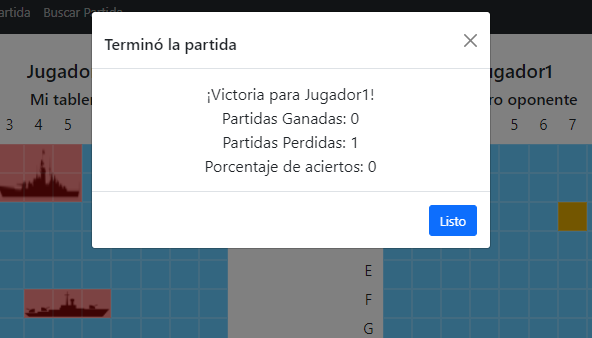 artida Buscar Partida
Terminó la partida
Jugador
ugador1
Mi tabler
ro oponente
3 4 5
5 6 7
¡Victoria para Jugador1!
Partidas Ganadas: 0
Partidas Perdidas: 1
Porcentaje de aciertos: 0
Listo
E
F
G